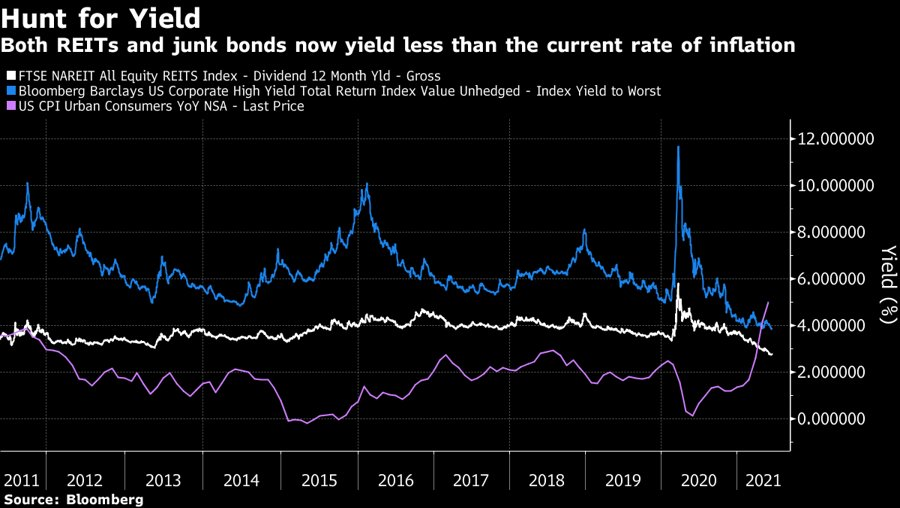 Hunt for Yield
Both REITs and junk bonds now yield less than the current rate of inflation
FTSE NAREIT All Equity REITS Index - Dividend 12 Month Yld - Gross
Bloomberg Barclays US Corporate High Yield Total Return Index Value Unhedged - Index Yield to Worst
US CPI Urban Consumers YoY NSA - Last Price
12.000000
10.000000
8.000000
6.000000
4.000000
2.000000
0.000000
Yield (%)
2011 2012 2013 2014 2015 2016 2017 2018 2019 2020 2021
Source: Bloomberg